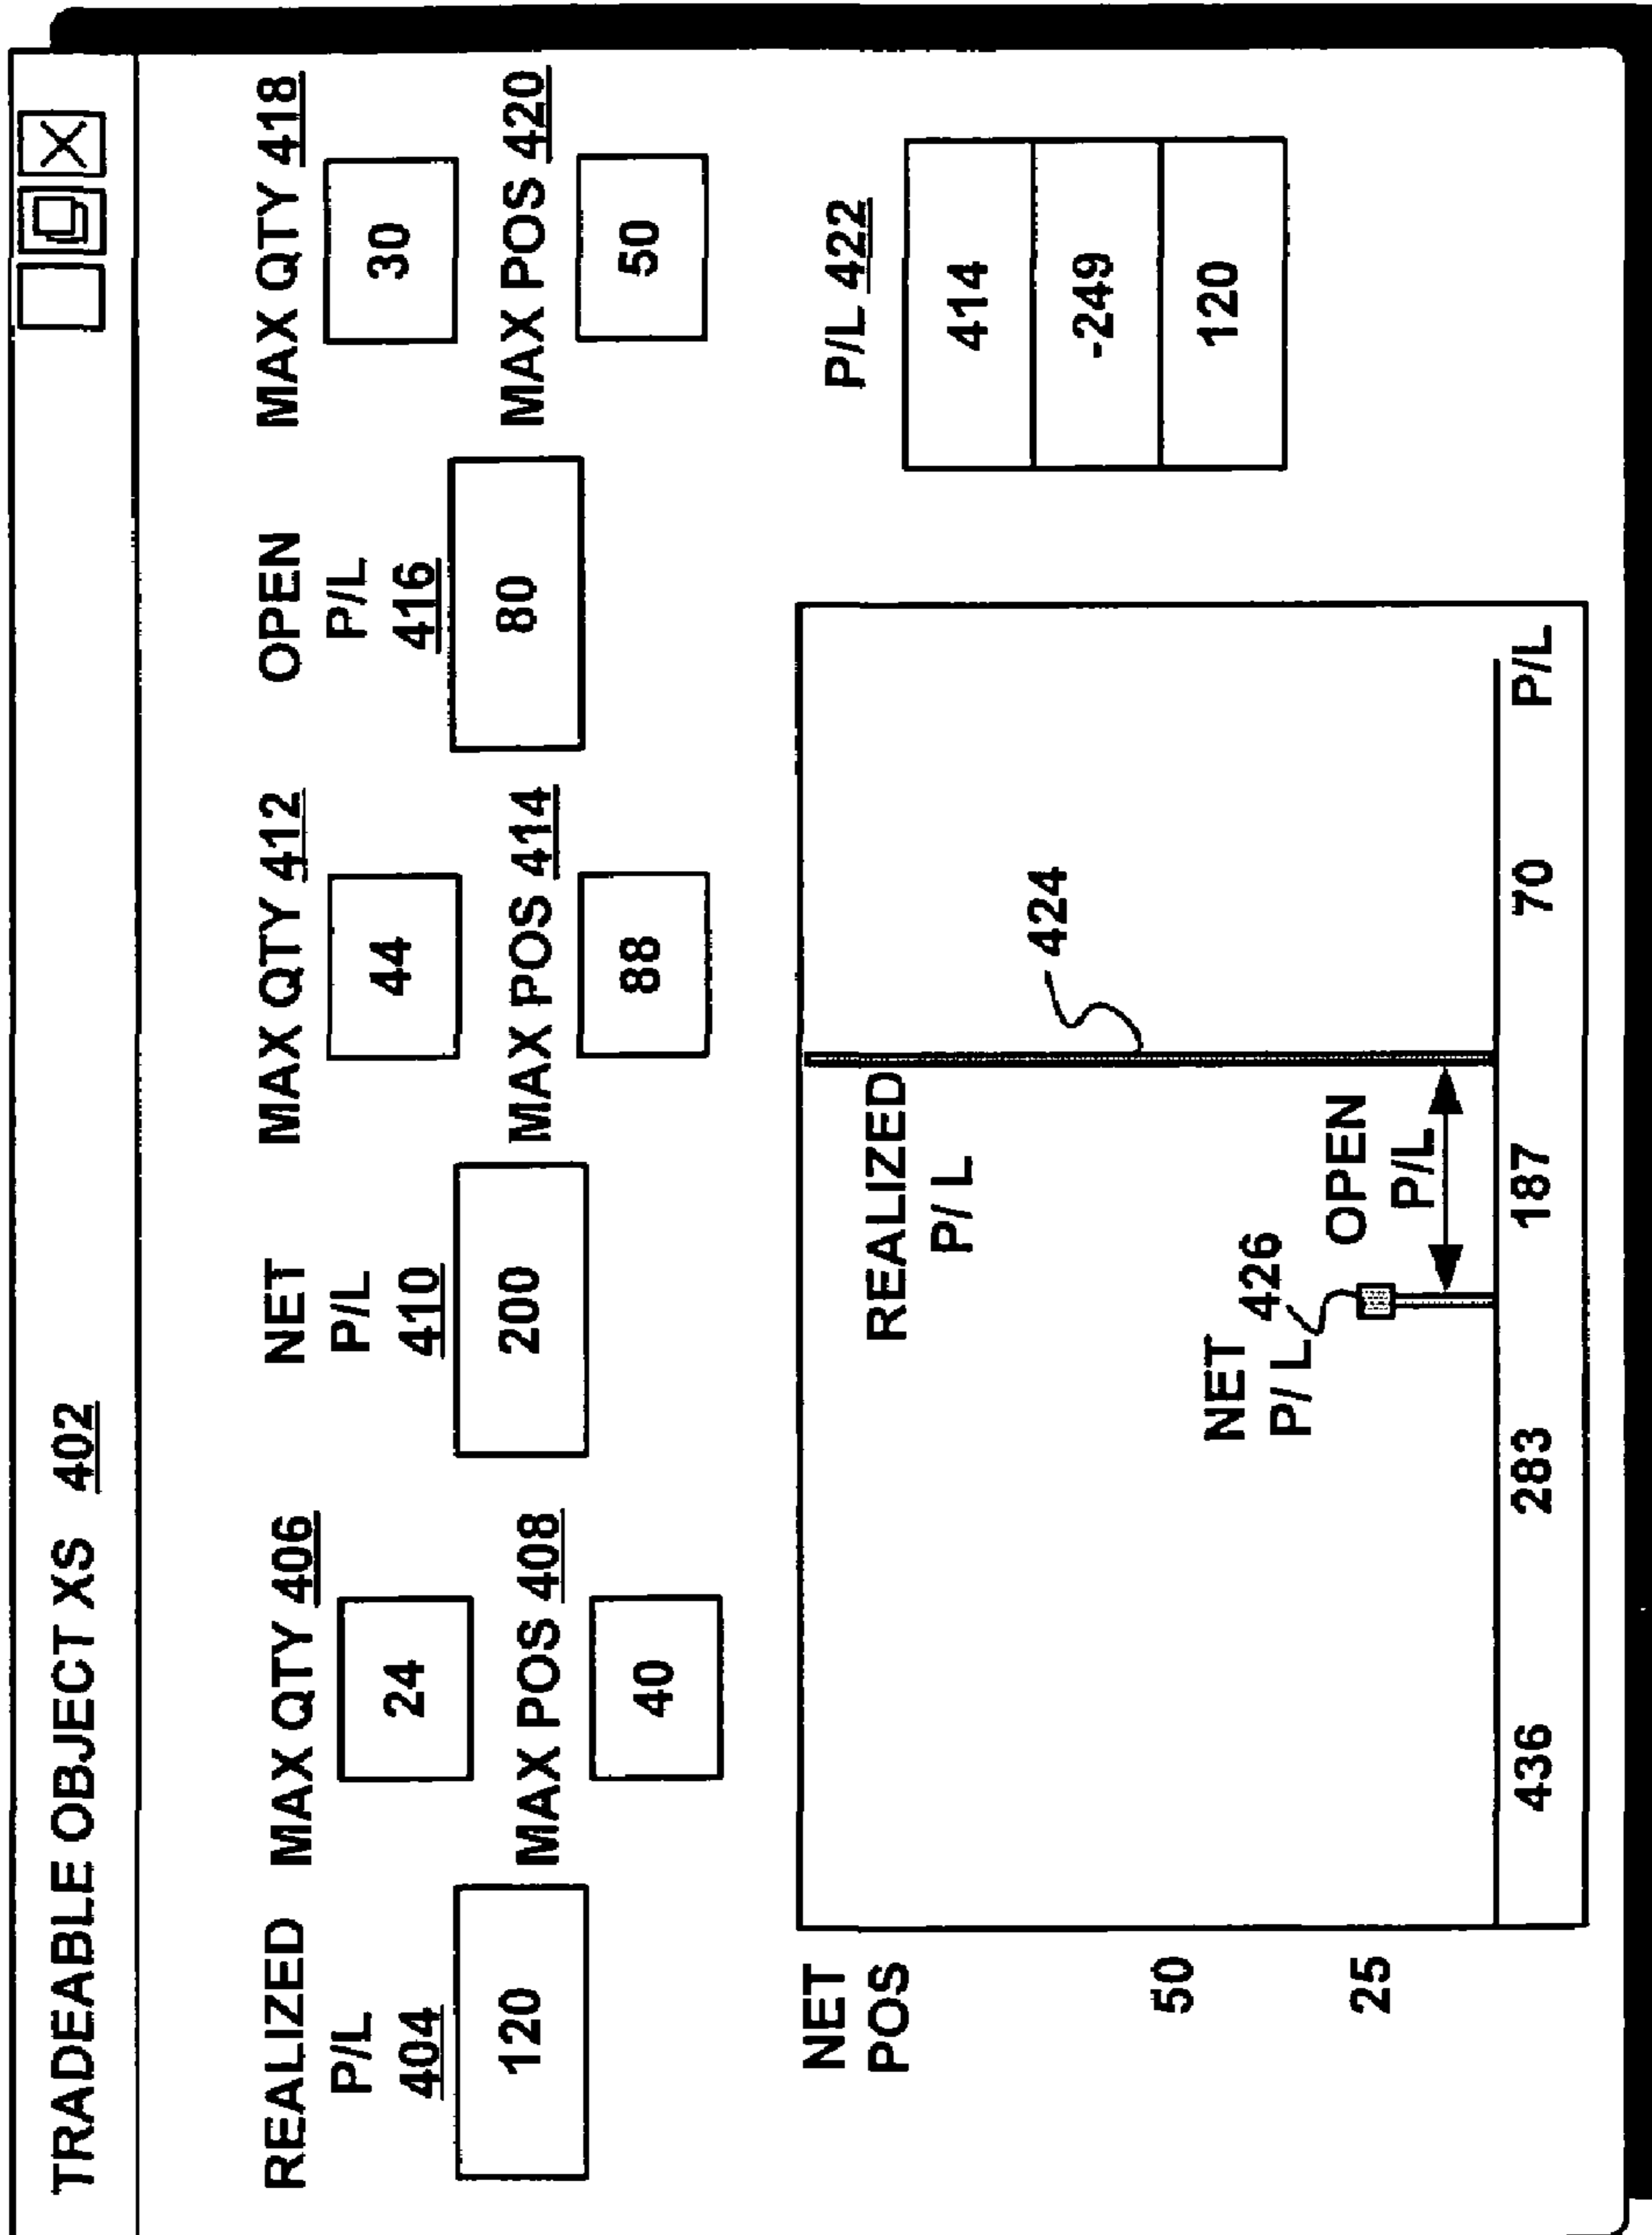 TRADEABLE OBJECT XS 402
REALIZED
P/L
404
120
MAX QTY 406
24
MAX POS 408
40
NET
P/L
410
200
MAX QTY 412
44
MAX POS 414
88
OPEN
P/L
416
80
MAX QTY 418
30
MAX POS 420
50
NET
POS
50
25
REALIZED
P/L
424
NET
P/L 426
OPEN
P/L
436 283 187 70 P/L
P/L 422
414
-249
120